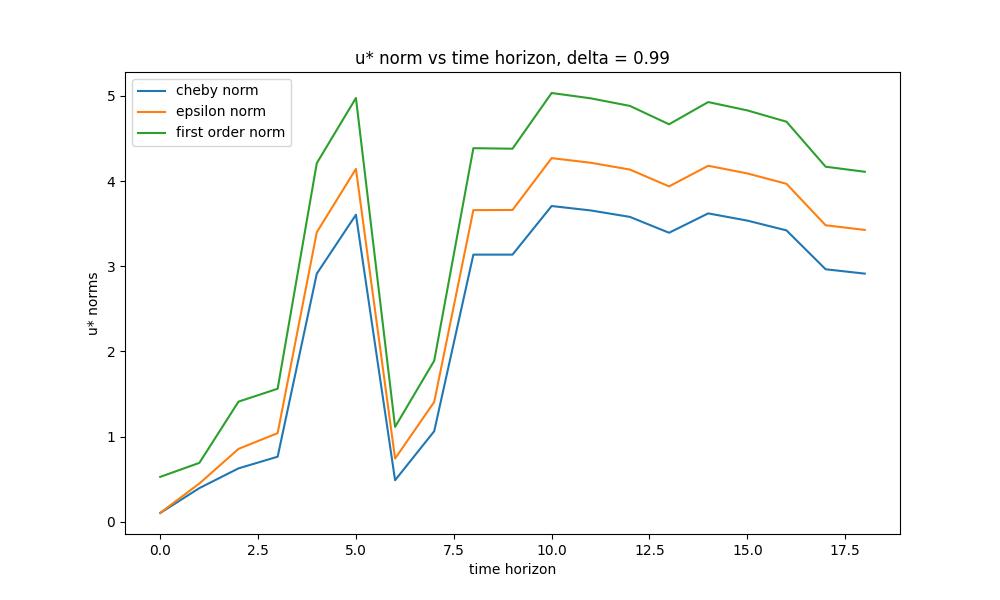 u* norm vs time horizon, delta = 0.99
cheby norm
epsilon norm
first order norm
5
4
3
2
1
0
u* norms
0.0 2.5 5.0 7.5 10.0 12.5 15.0 17.5
time horizon